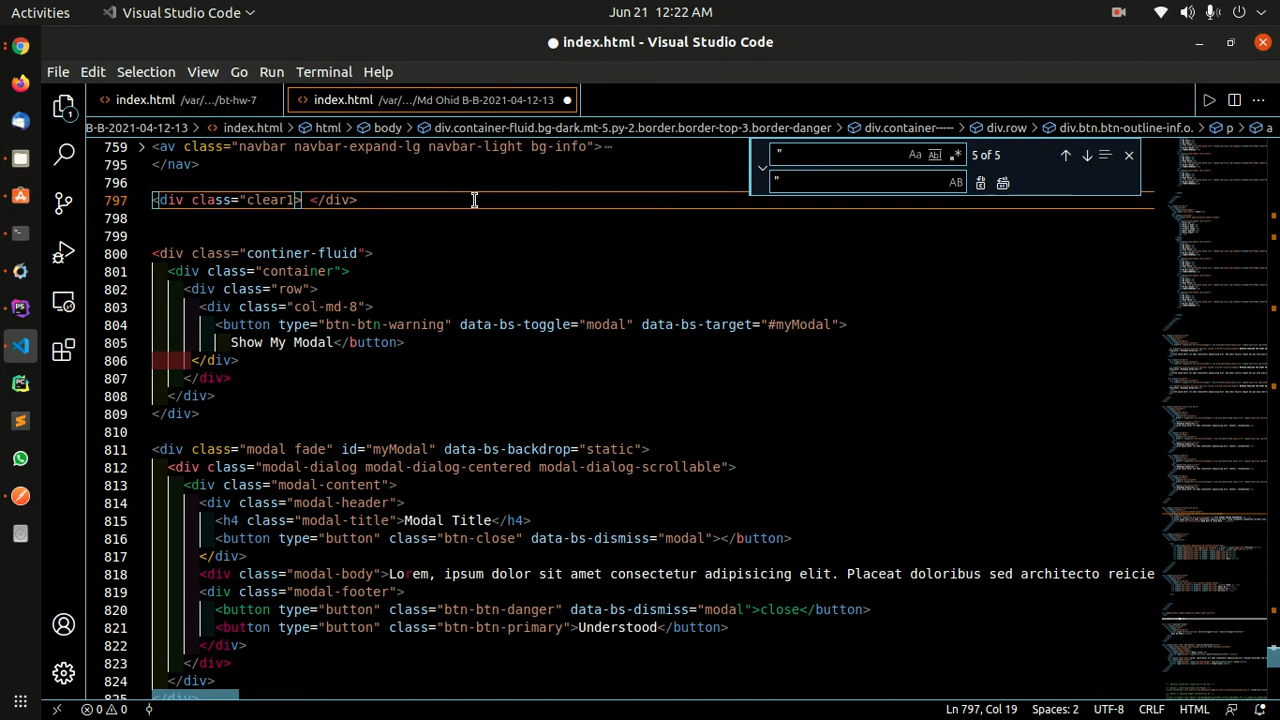 Activities
Visual Studio Code
Jun 21 12:22 AM
● index.html - Visual Studio Code
File Edit Selection View Go Run Terminal Help
index.html /var/.../bt-hw-7
index.html /var/.../Md Ohid B-B-2021-04-12-13 ●
B-B-2021-04-12-13 > index.html > html > body > div.container-fluid.bg-dark.mt-5.py-2.border.border-top-3.border-danger > div.container----- > div.row > div.btn.btn-outline-info.o. > p > a
759 <av class="navbar navbar-expand-lg navbar-light bg-info">⋯
" Aa Abl .* 5 of 5
" AB
795 </nav>
796
797 <div class="clear1> </div>
798
799
800 <div class="continer-fluid">
801 <div class="container">
802 <div class="row">
803 <div class="col-md-8">
804 <button type="btn-btn-warning" data-bs-toggle="modal" data-bs-target="#myModal">
805 Show My Modal</button>
806 </div>
807 </div>
808 </div>
809 </div>
810
811 <div class="modal fade" id="myModal" data-bs-backdrop="static">
812 <div class="modal-dialog modal-dialog-centered modal-dialog-scrollable">
813 <div class="modal-content">
814 <div class="modal-header">
815 <h4 class="modal-title">Modal Title</h4>
816 <button type="button" class="btn-close" data-bs-dismiss="modal"></button>
817 </div>
818 <div class="modal-body">Lorem, ipsum dolor sit amet consectetur adipisicing elit. Placeat doloribus sed architecto reicie
819 <div class="modal-footer">
820 <button type="button" class="btn-btn-danger" data-bs-dismiss="modal">close</button>
821 <button type="button" class="btn-btn-primary">Understood</button>
822 </div>
823 </div>
824 </div>
825 </div>
0 0 Ln 797, Col 19 Spaces: 2 UTF-8 CRLF HTML